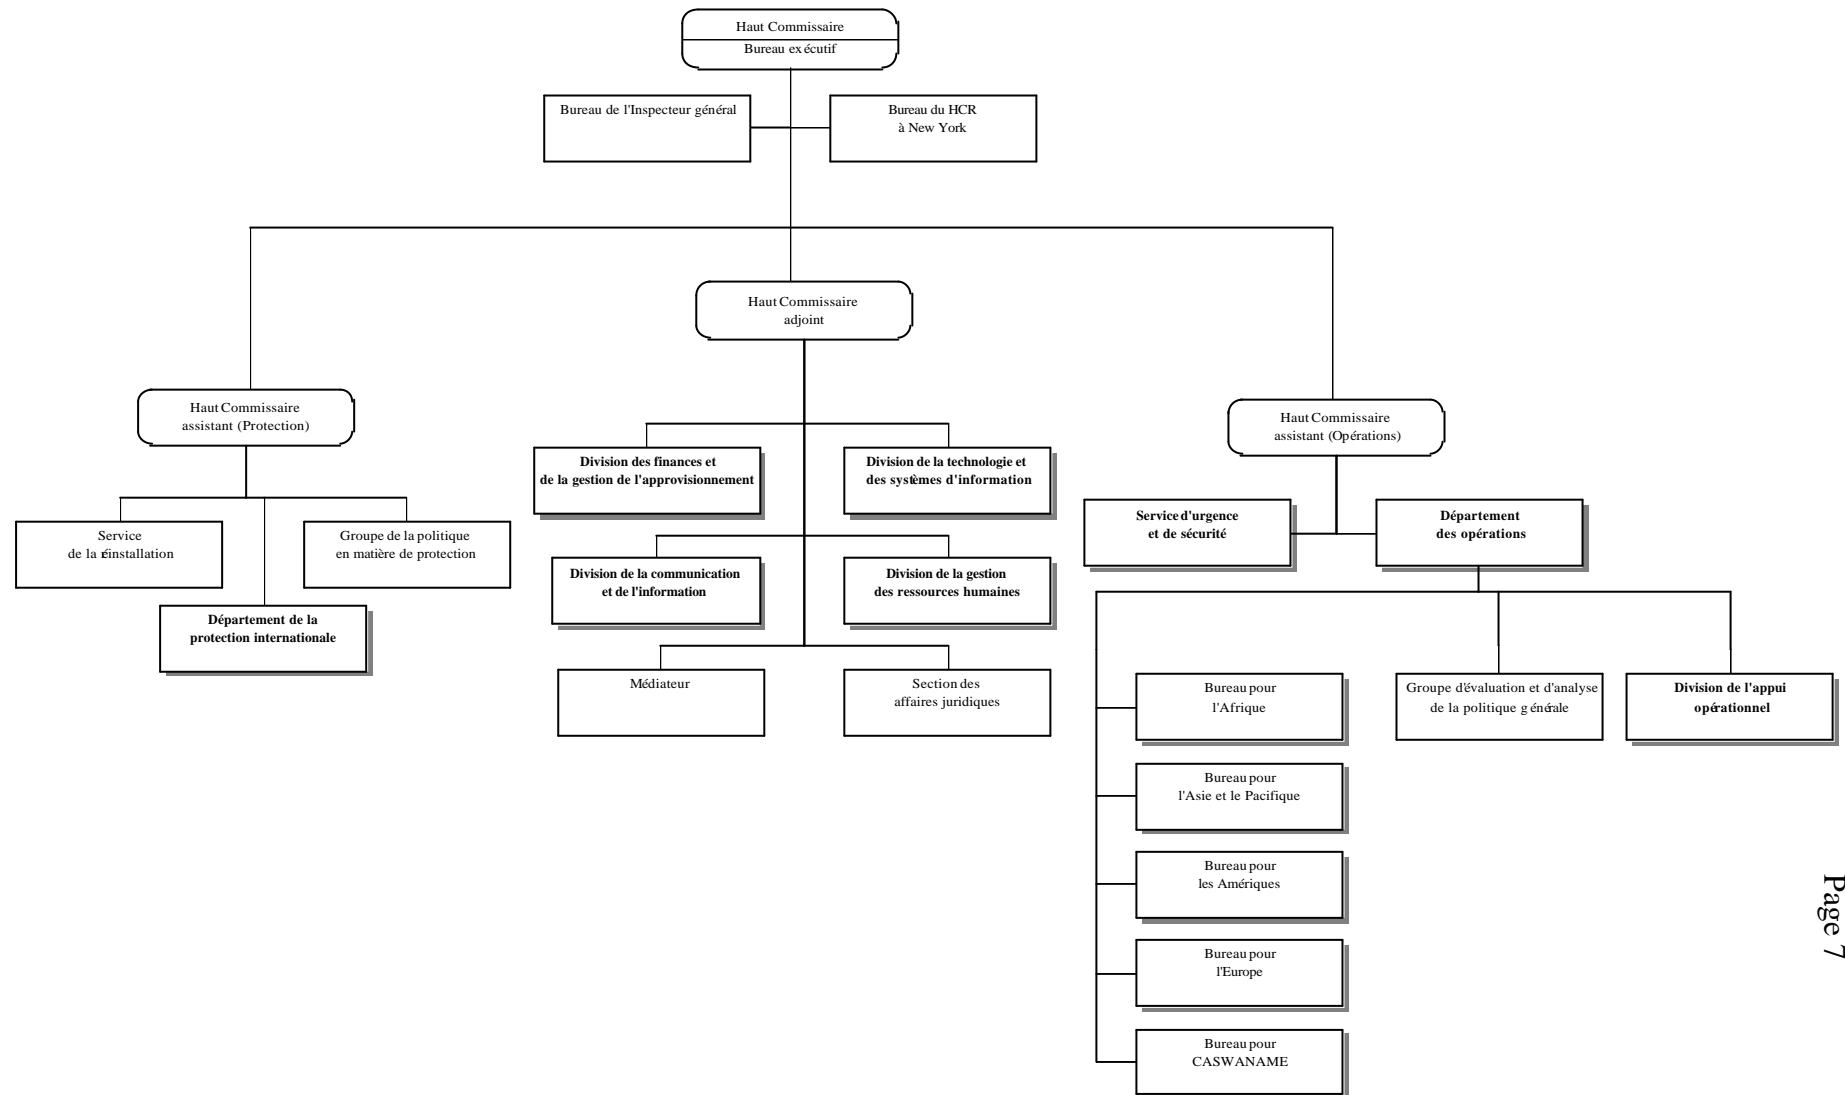 Haut Commissaire
Bureau exécutif
Bureau de l'Inspecteur général
Bureau du HCR
à New York
Haut Commissaire
adjoint
Haut Commissaire
assistant (Protection)
Haut Commissaire
assistant (Opérations)
Division des finances et
de la gestion de l'approvisionnement
Division de la technologie et
des systèmes d'information
Service
de la réinstallation
Groupe de la politique
en matière de protection
Département de la
protection internationale
Division de la communication
et de l'information
Division de la gestion
des ressources humaines
Médiateur
Section des
affaires juridiques
Service d'urgence
et de sécurité
Département
des opérations
Bureau pour
l'Afrique
Groupe d'évaluation et d'analyse
de la politique générale
Division de l'appui
opérationnel
Bureau pour
l'Asie et le Pacifique
Bureau pour
les Amériques
Bureau pour
l'Europe
Bureau pour
CASWANAME
Page 7